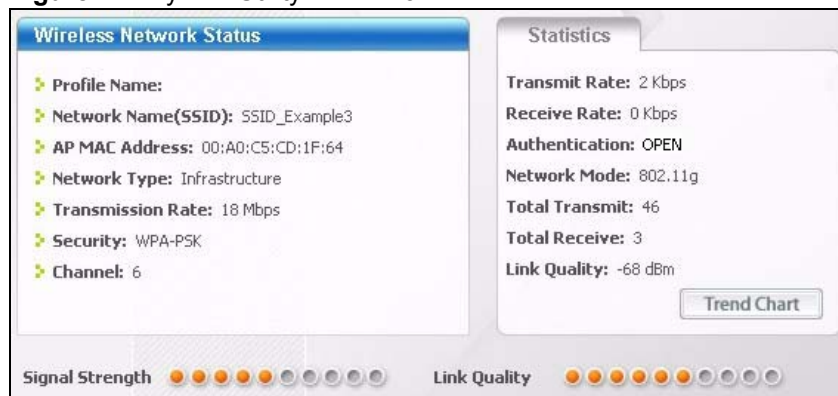 Wireless Network Status
Profile Name:
Network Name(SSID): SSID_Example3
AP MAC Address: 00:A0:C5:CD:1F:64
Network Type: Infrastructure
Transmission Rate: 18 Mbps
Security: WPA-PSK
Channel: 6
Statistics
Transmit Rate: 2 Kbps
Receive Rate: 0 Kbps
Authentication: OPEN
Network Mode: 802.11g
Total Transmit: 46
Total Receive: 3
Link Quality: -68 dBm
Trend Chart
Signal Strength
Link Quality